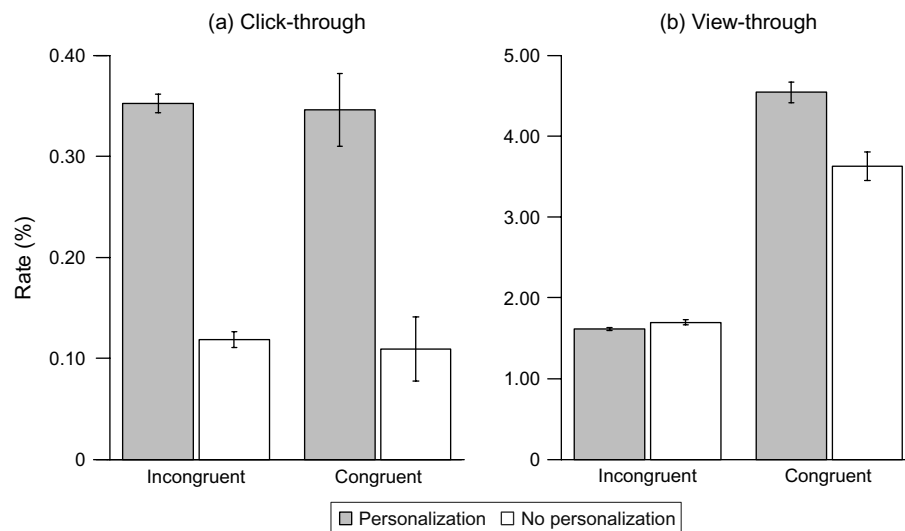 (a) Click-through
(b) View-through
Rate (%)
0.40
0.30
0.20
0.10
0
Incongruent
Congruent
5.00
4.00
3.00
2.00
1.00
0.00
Incongruent
Congruent
Personalization
No personalization